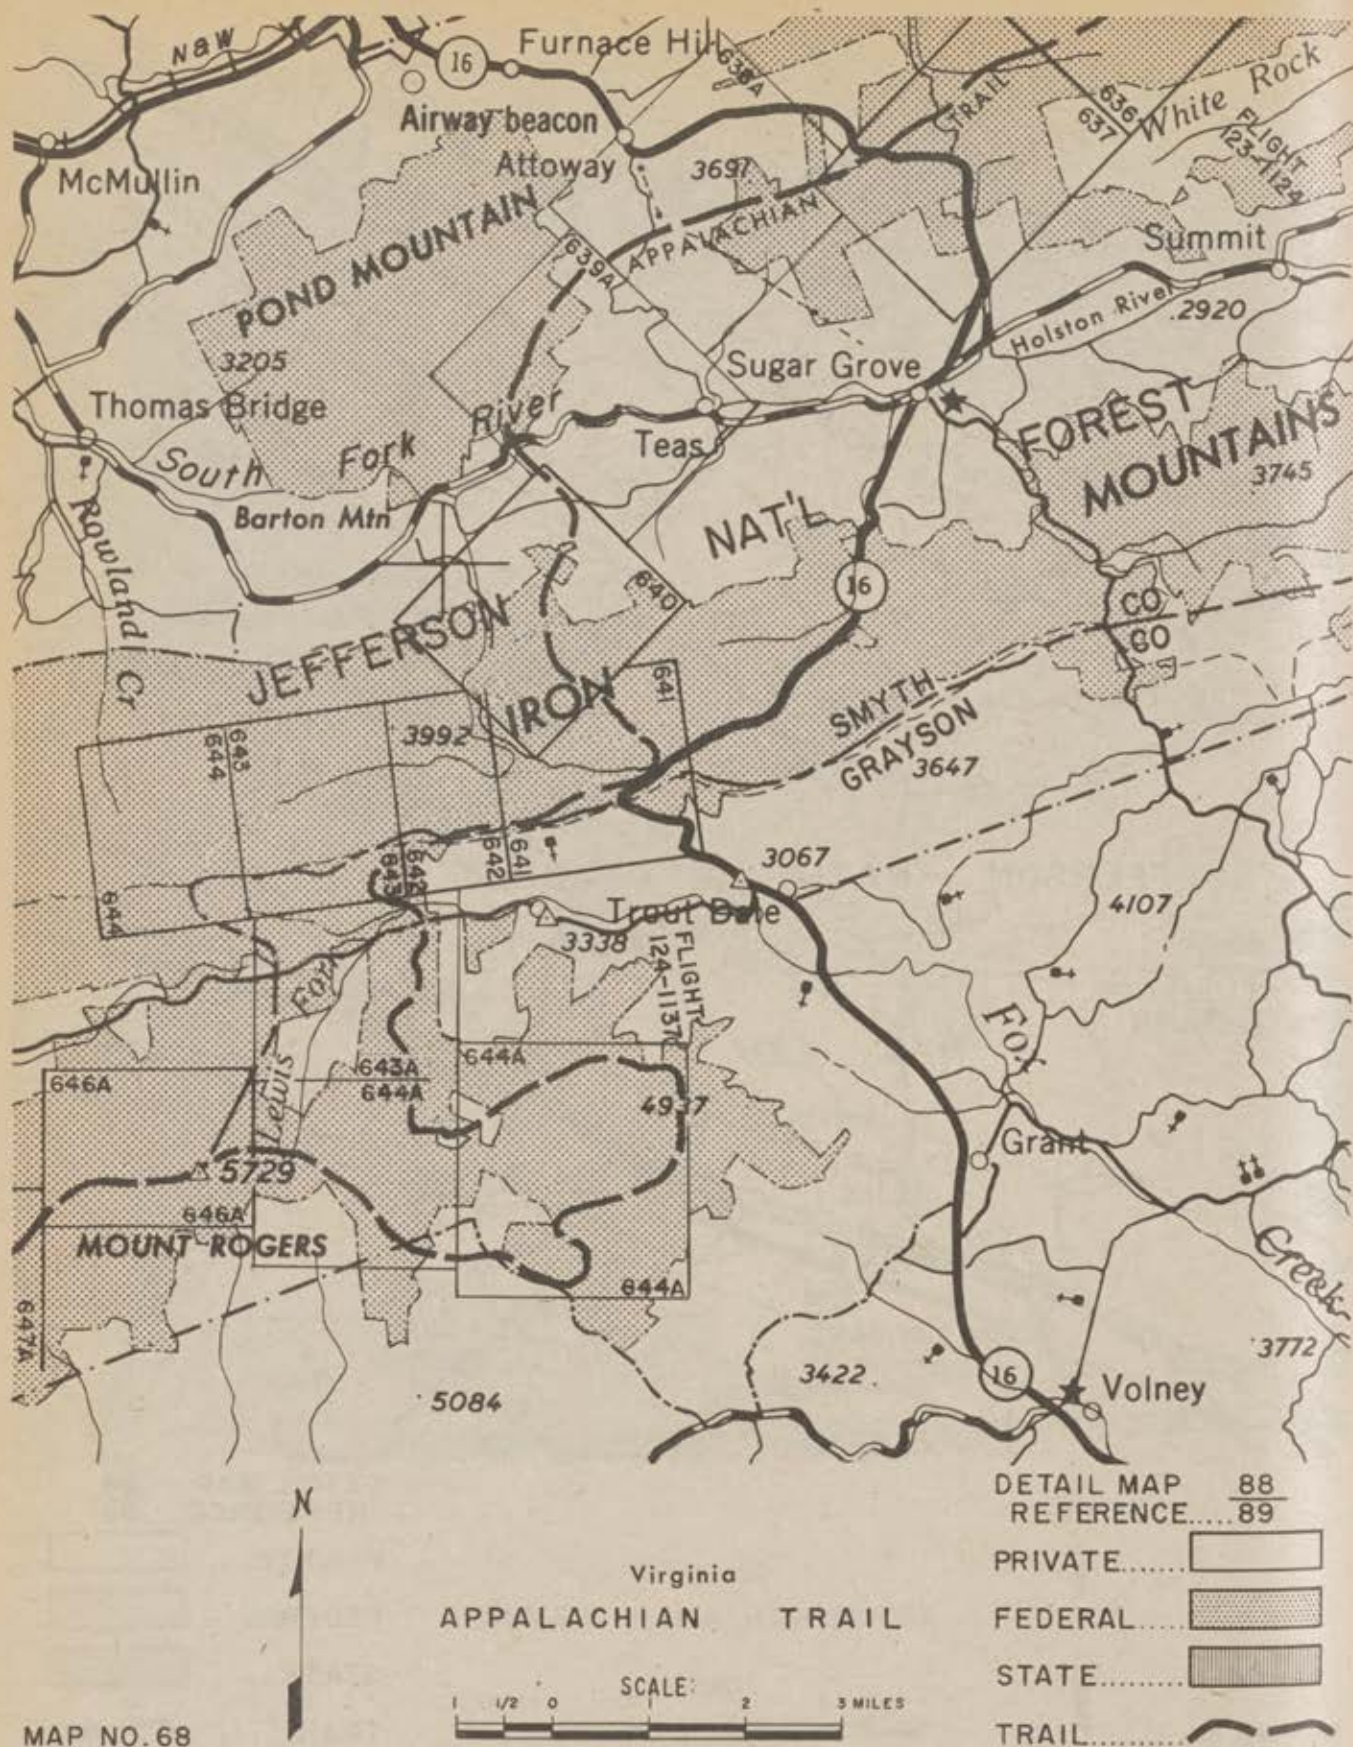 N&W
16
Furnace Hill
638A
TRAIL
636
637
White Rock
FLIGHT
123-1124
Airway beacon
Attoway
McMullin
3697
APPALACHIAN
Summit
POND MOUNTAIN
639A
Holston River
.2920
3205
Sugar Grove
Thomas Bridge
River
Teas
FOREST
MOUNTAINS
3745
South Fork
Barton Mtn
NAT'L
Rowland Cr
640
16
CO
CO
JEFFERSON
IRON
641
SMYTH
GRAYSON
3647
3992
643
644
642
641
642
643
3067
644
Trout Dale
3338
4107
FLIGHT
124-1137
Fox
Lewis Fork
643A
644A
644A
646A
4937
Grant
5729
646A
MOUNT ROGERS
644A
Creek
647A
3772
3422.
16
Volney
5084
N
DETAIL MAP 88
REFERENCE..... 89
PRIVATE.......
Virginia
APPALACHIAN TRAIL
FEDERAL.....
STATE.........
SCALE:
1 1/2 0 1 2 3 MILES
TRAIL..........
MAP NO. 68